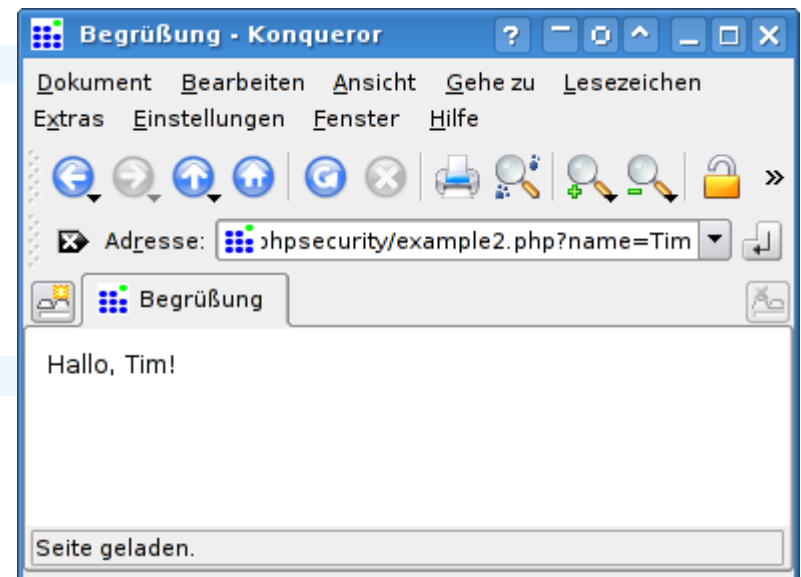 Begrüßung - Konqueror
Dokument Bearbeiten Ansicht Gehe zu Lesezeichen
Extras Einstellungen Fenster Hilfe
Adresse: phpsecurity/example2.php?name=Tim
Begrüßung
Hallo, Tim!
Seite geladen.